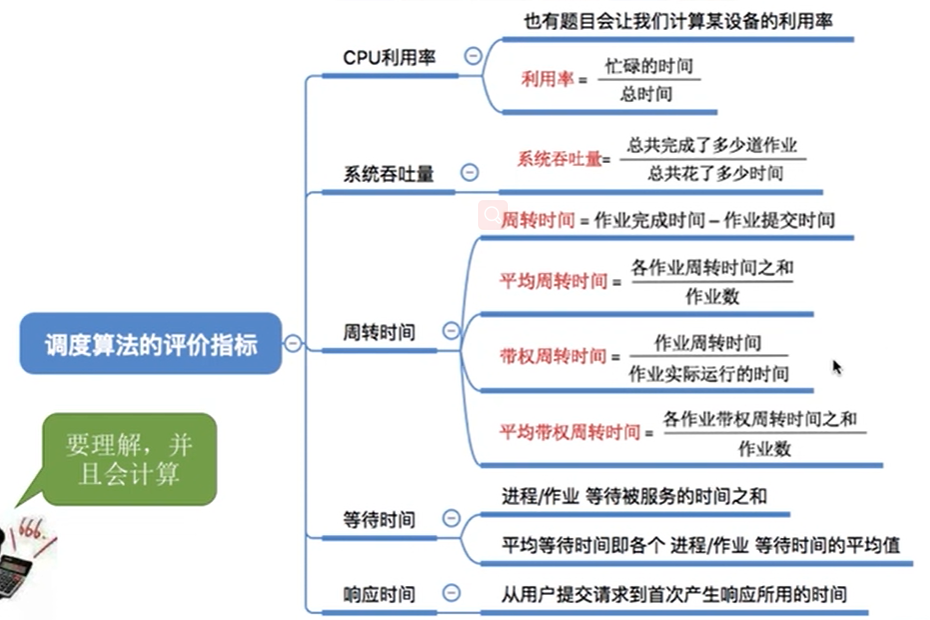 也有题目会让我们计算某设备的利用率
CPU利用率
利用率 = 忙碌的时间
总时间
系统吞吐量
系统吞吐量= 总共完成了多少道作业
总共花了多少时间
周转时间 = 作业完成时间 – 作业提交时间
平均周转时间 = 各作业周转时间之和
作业数
周转时间
调度算法的评价指标
带权周转时间 = 作业周转时间
作业实际运行的时间
平均带权周转时间 = 各作业带权周转时间之和
作业数
要理解，并
且会计算
等待时间
进程/作业 等待被服务的时间之和
平均等待时间即各个 进程/作业 等待时间的平均值
666.
响应时间
从用户提交请求到首次产生响应所用的时间